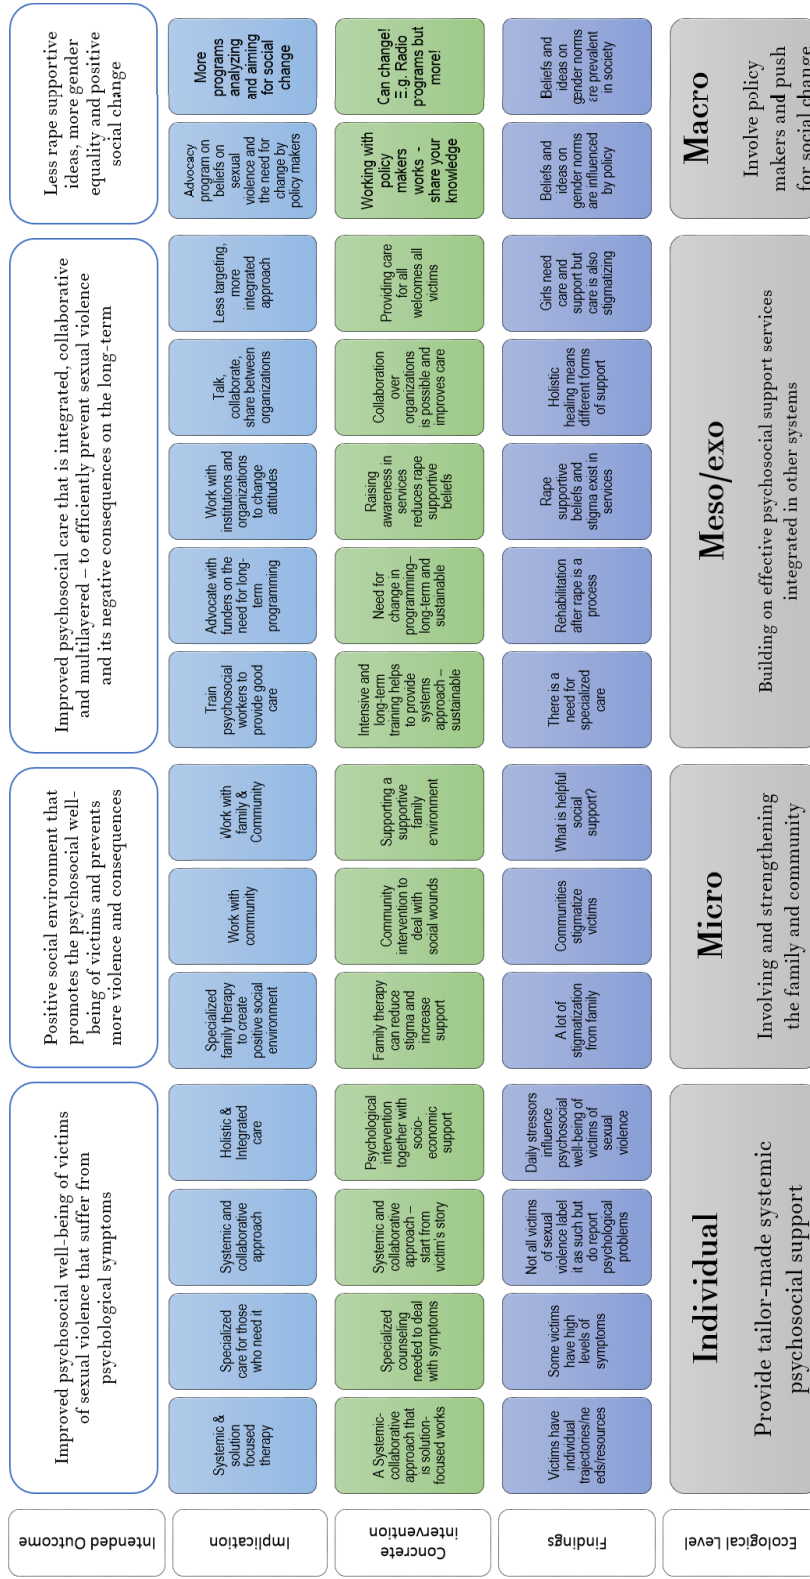 Intended Outcome
Improved psychosocial well-being of victims
of sexual violence that suffer from
psychological symptoms
Positive social environment that
promotes the psychosocial well-
being of victims and prevents
more violence and consequences
Improved psychosocial care that is integrated, collaborative
and multilayered – to efficiently prevent sexual violence
and its negative consequences on the long-term
Less rape supportive
ideas, more gender
equality and positive
social change
Implication
Systemic &
solution
focused
therapy
Specialized
care for those
who need it
Systemic and
collaborative
approach
Holistic &
Integrated
care
Specialized
family therapy
to create
positive social
environment
Work with
community
Work with
family &
Community
Train
psychosocial
workers to
provide good
care
Advocate with
funders on the
need for long-
term
programming
Work with
institutions and
organizations
to change
attitudes
Talk,
collaborate,
share between
organizations
Less targeting,
more
integrated
approach
Advocacy
program on
beliefs on
sexual
violence and
the need for
change by
policy makers
More
programs
analyzing
and aiming
for social
change
Concrete
intervention
A Systemic-
collaborative
approach that
is solution-
focused works
Specialized
counseling
needed to deal
with symptoms
Systemic and
collaborative
approach –
start from
victim's story
Psychological
intervention
together with
socio-
economic
support
Family therapy
can reduce
stigma and
increase
support
Community
intervention to
deal with
social wounds
Supporting a
supportive
family
environment
Intensive and
long-term
training helps
to provide
systems
approach –
sustainable
Need for
change in
programming–
long-term and
sustainable
Raising
awareness in
services
reduces rape
supportive
beliefs
Collaboration
over
organizations
is possible and
improves care
Providing care
for all
welcomes all
victims
Working with
policy
makers
works -
share your
knowledge
Can change!
E.g. Radio
programs but
more!
Findings
Victims have
individual
trajectories/ne
eds/resources
Some victims
have high
levels of
symptoms
Not all victims
of sexual
violence label
it as such but
do report
psychological
problems
Daily stressors
influence
psychosocial
well-being of
victims of
sexual
violence
A lot of
stigmatization
from family
Communities
stigmatize
victims
What is helpful
social
support?
There is a
need for
specialized
care
Rehabilitation
after rape is a
process
Rape
supportive
beliefs and
stigma exist in
services
Holistic
healing means
different forms
of support
Girls need
care and
support but
care is also
stigmatizing
Beliefs and
ideas on
gender norms
are influenced
by policy
Beliefs and
ideas on
gender norms
are prevalent
in society
Ecological Level
Individual
Provide tailor-made systemic
psychosocial support
Micro
Involving and strengthening
the family and community
Meso/exo
Building on effective psychosocial support services
integrated in other systems
Macro
Involve policy
makers and push
for social change